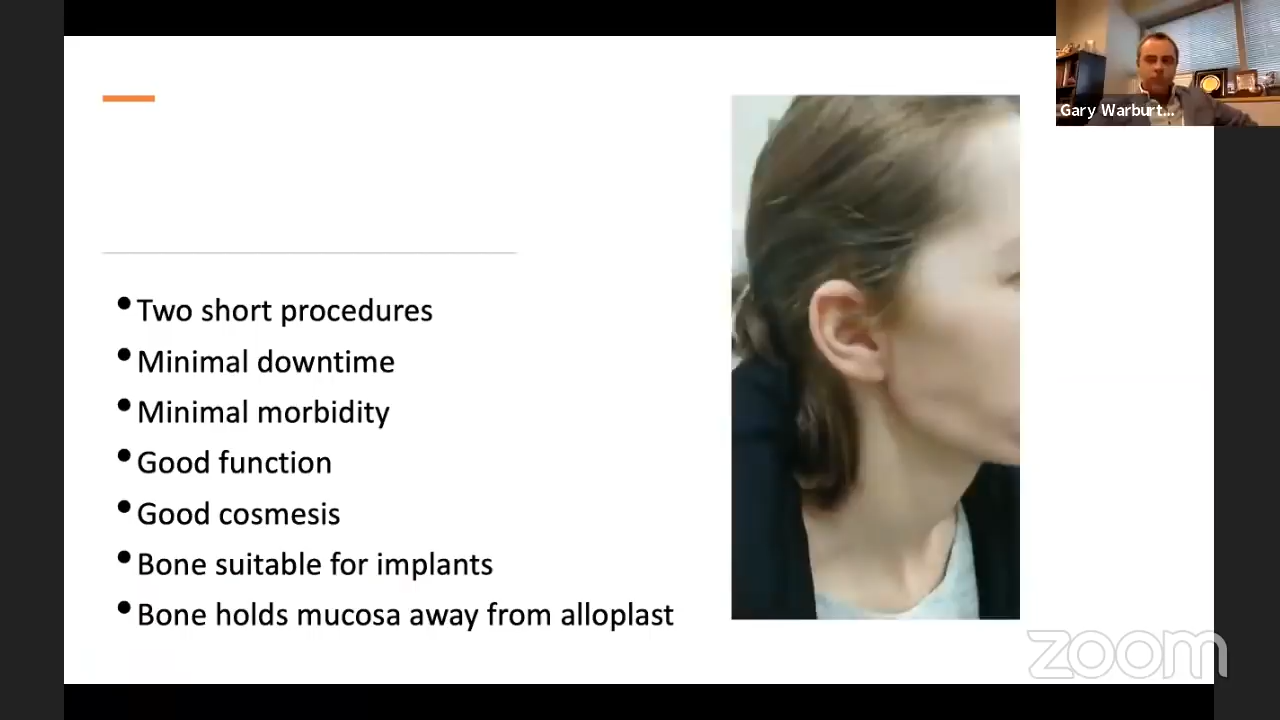 Gary Warburt...
• Two short procedures
• Minimal downtime
• Minimal morbidity
• Good function
• Good cosmesis
• Bone suitable for implants
• Bone holds mucosa away from alloplast
zoom